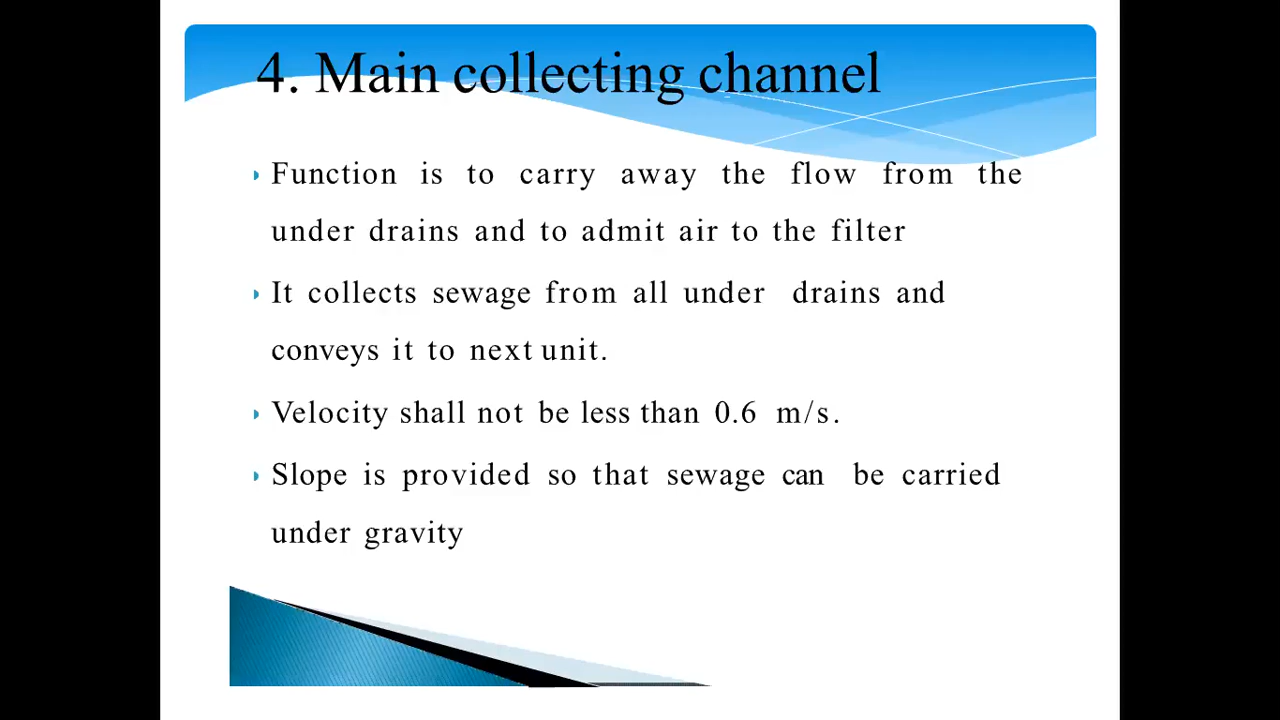 4. Main collecting channel
Function is to carry away the flow from the
under drains and to admit air to the filter
It collects sewage from all under drains and
conveys it to next unit.
Velocity shall not be less than 0.6 m/s.
Slope is provided so that sewage can be carried
under gravity